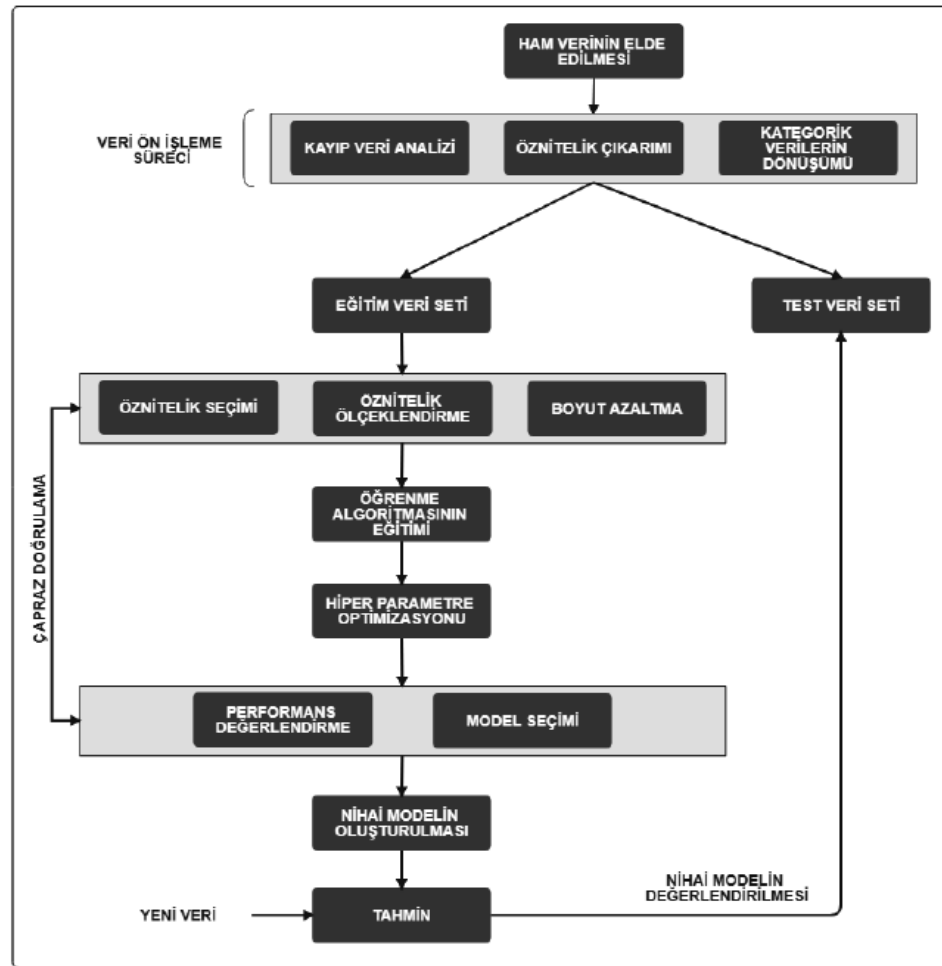 HAM VERİNİN ELDE
EDİLMESİ
VERİ ÖN İŞLEME
SÜRECİ
KAYIP VERİ ANALİZİ
ÖZNİTELİK ÇIKARIMI
KATEGORİK
VERİLERİN
DÖNÜŞÜMÜ
EĞİTİM VERİ SETİ
TEST VERİ SETİ
ÖZNİTELİK SEÇİMİ
ÖZNİTELİK
ÖLÇEKLENDİRME
BOYUT AZALTMA
ÇAPRAZ DOĞRULAMA
ÖĞRENME
ALGORİTMASININ
EĞİTİMİ
HİPER PARAMETRE
OPTİMİZASYONU
PERFORMANS
DEĞERLENDİRME
MODEL SEÇİMİ
NİHAİ MODELİN
OLUŞTURULMASI
NİHAİ MODELİN
DEĞERLENDİRİLMESİ
YENİ VERİ
TAHMİN